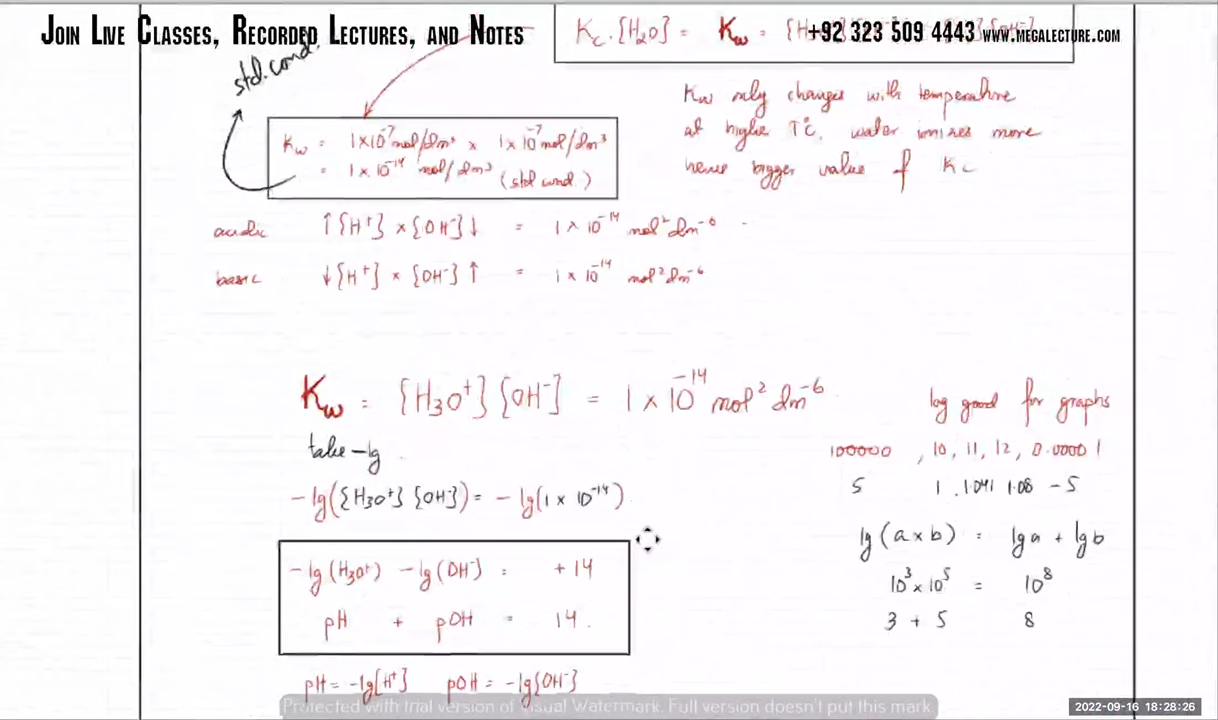 JOIN LIVE CLASSES, RECORDED LECTURES, AND NOTES
+92 323 509 4443 www.megalecture.com
Kc.{H2O} = Kw =
std. cond.
Kw only changes with temperature
at highe T°C, water ionises more
hence bigger value of Kc
Kw = 1×10⁻⁷ mol/dm³ × 1×10⁻⁷ mol/dm³
= 1×10⁻¹⁴ mol/dm³ (std cond.)
acidic ↑{H⁺} × {OH⁻}↓ = 1×10⁻¹⁴ mol² dm⁻⁶
basic ↓{H⁺} × {OH⁻}↑ = 1×10⁻¹⁴ mol² dm⁻⁶
Kw = {H3O⁺}{OH⁻} = 1×10⁻¹⁴ mol² dm⁻⁶
take -lg
-lg({H3O⁺}{OH⁻}) = -lg(1×10⁻¹⁴)
-lg(H3O⁺) -lg(OH⁻) = +14
pH + pOH = 14.
pH = -lg[H⁺] pOH = -lg{OH⁻}
log good for graphs
100000, 10, 11, 12, 0.00001
5 1 . 1.041 1.08 -5
lg(a×b) = lga + lgb
10³×10⁵ = 10⁸
3 + 5 8
Protected with trial version of Visual Watermark. Full version doesn't put this mark.
2022-09-16 18:28:26